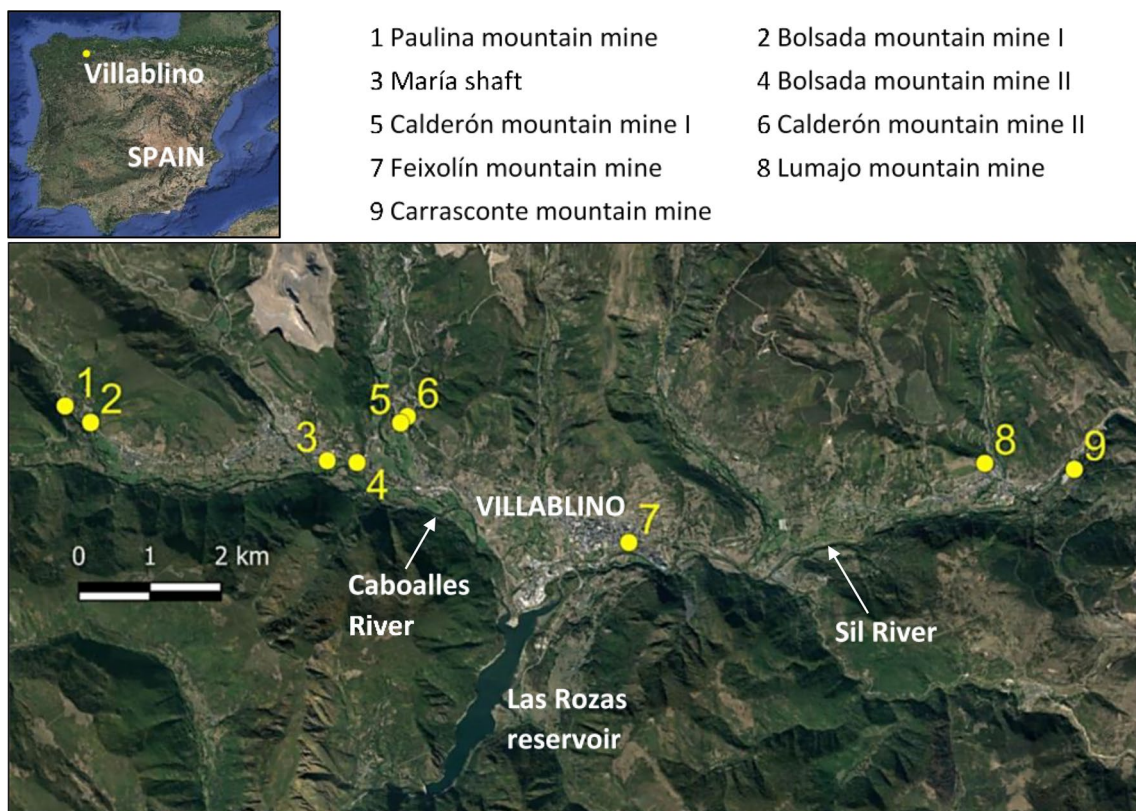 Villablino
SPAIN
1 Paulina mountain mine
2 Bolsada mountain mine I
3 María shaft
4 Bolsada mountain mine II
5 Calderón mountain mine I
6 Calderón mountain mine II
7 Feixolín mountain mine
8 Lumajo mountain mine
9 Carrasconte mountain mine
1
2
3
4
5
6
7
8
9
VILLABLINO
0 1 2 km
Caboalles
River
Sil River
Las Rozas
reservoir